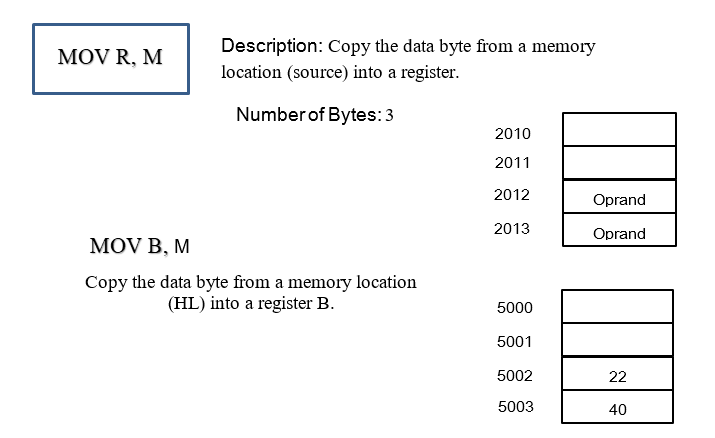 MOV R, M
Description: Copy the data byte from a memory
location (source) into a register.
Number of Bytes: 3
2010
2011
2012 Oprand
2013 Oprand
MOV B, M
Copy the data byte from a memory location
(HL) into a register B.
5000
5001
5002 22
5003 40